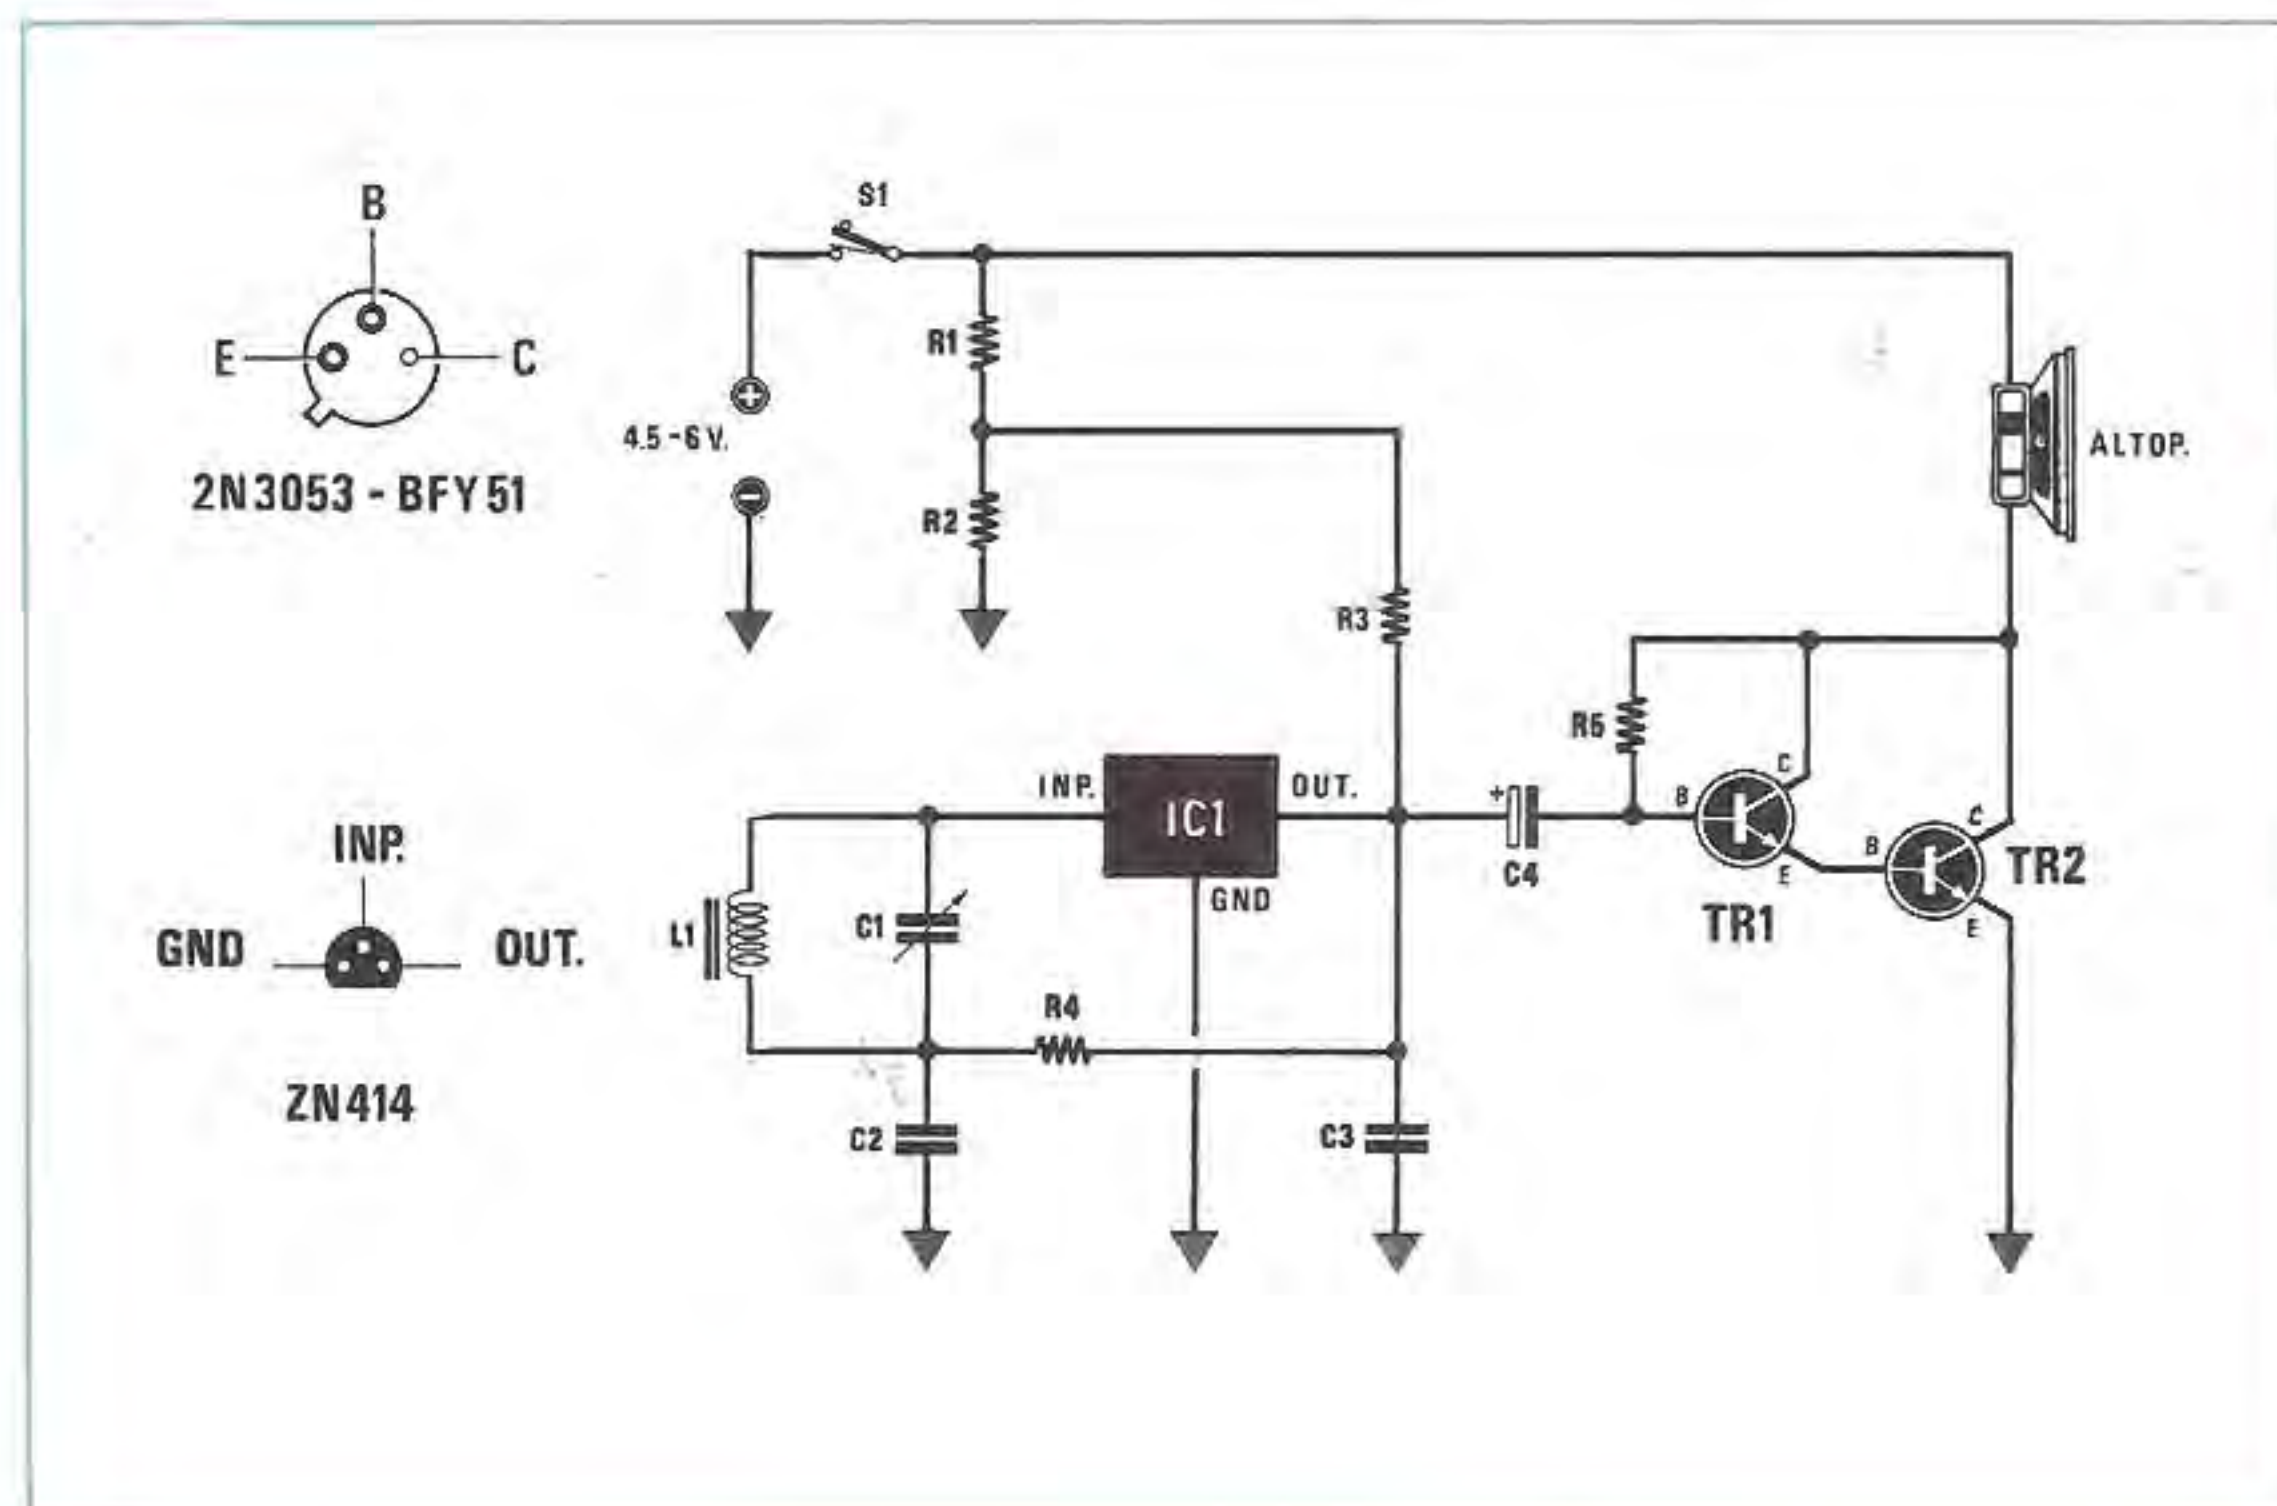 B
E
C
2N3053 - BFY51
INP.
GND
OUT.
ZN414
S1
4.5-6 V.
R1
R2
R3
ALTOP.
R5
INP.
IC1
OUT.
GND
C4
B
C
E
TR1
B
C
E
TR2
L1
C1
R4
C2
C3